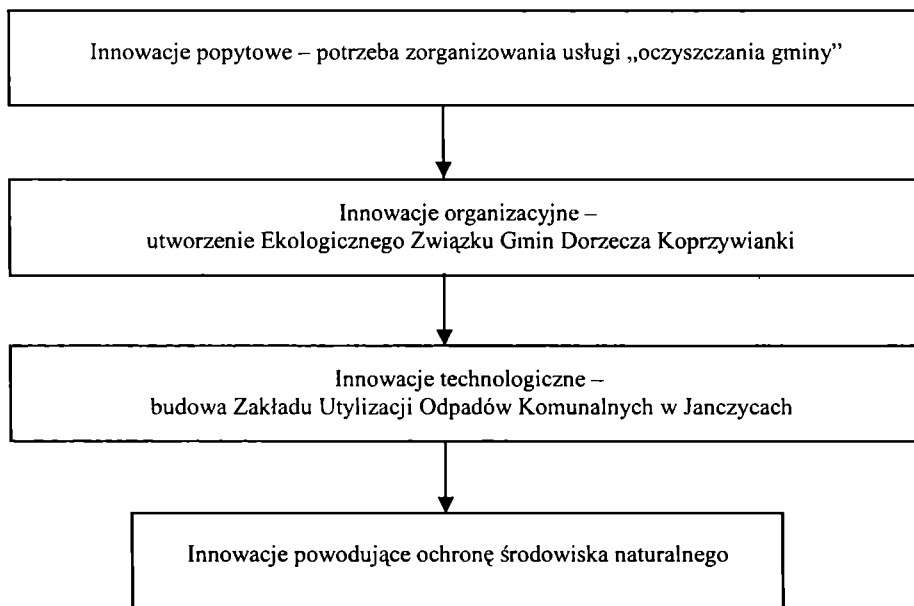 Innowacje popytowe – potrzeba zorganizowania usługi „oczyszczania gminy”
Innowacje organizacyjne –
utworzenie Ekologicznego Związku Gmin Dorzecza Koprzywianki
Innowacje technologiczne –
budowa Zakładu Utylizacji Odpadów Komunalnych w Janczycach
Innowacje powodujące ochronę środowiska naturalnego